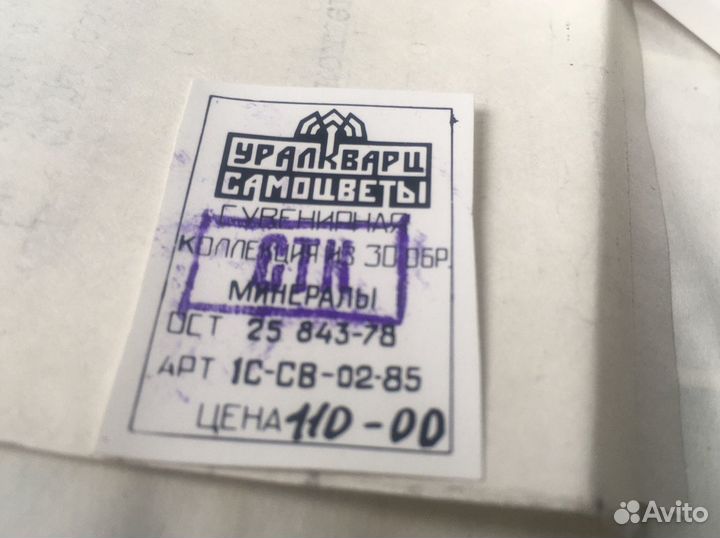 УРАЛКВАРЦ
САМОЦВЕТЫ
СУВЕНИРНАЯ
КОЛЛЕКЦИЯ ИЗ 30 ОБР.
СТК
МИНЕРАЛЫ
ОСТ 25 843-78
АРТ 1С-СВ-02-85
ЦЕНА 110-00
Avito